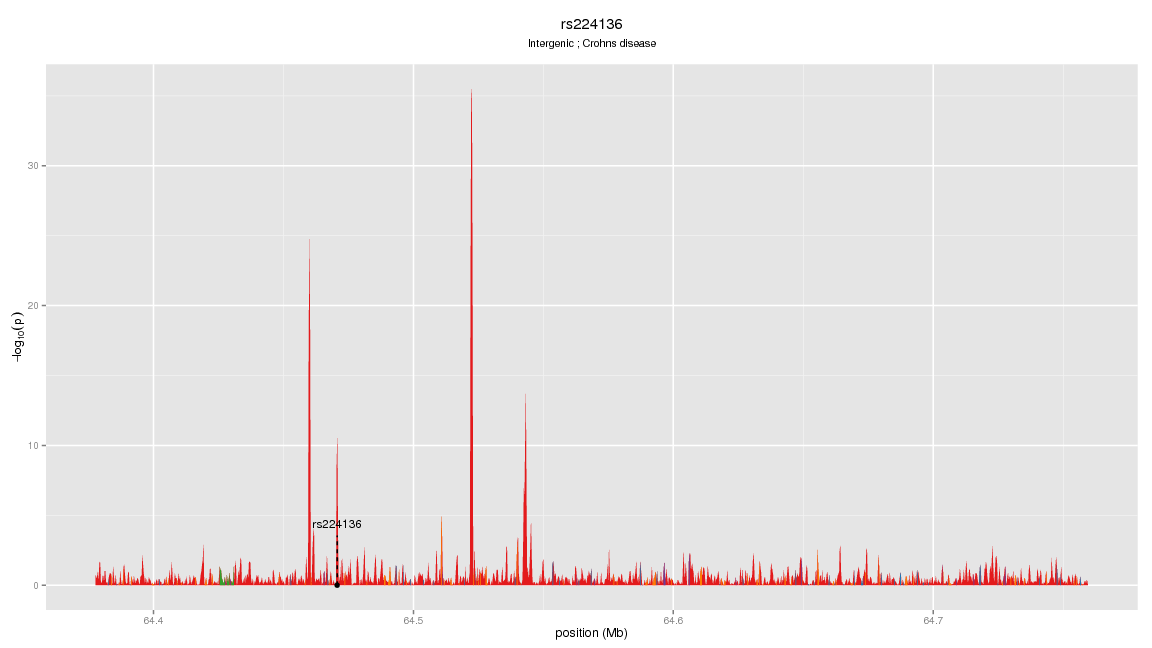 rs224136
Intergenic ; Crohns disease
30
20
10
0
−log10(p)
rs224136
64.4
64.5
64.6
64.7
position (Mb)